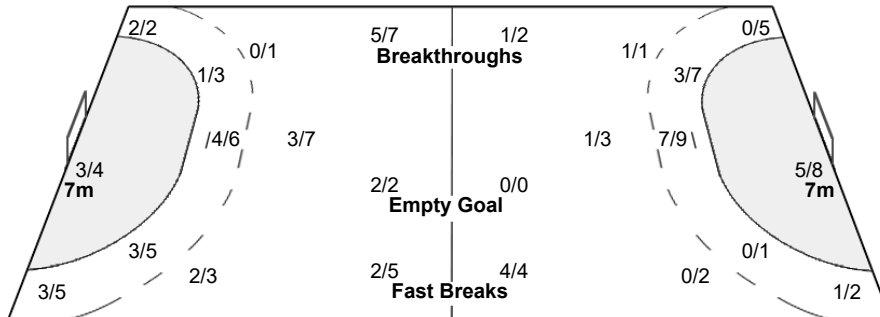 2/2 5/7 1/2 0/5
0/1 Breakthroughs 1/1
1/3 3/7
4/6 3/7 1/3 7/9
3/4 5/8
7m 2/2 0/0 7m
Empty Goal
3/5 0/1
2/3 2/5 4/4 0/2
3/5 Fast Breaks 1/2